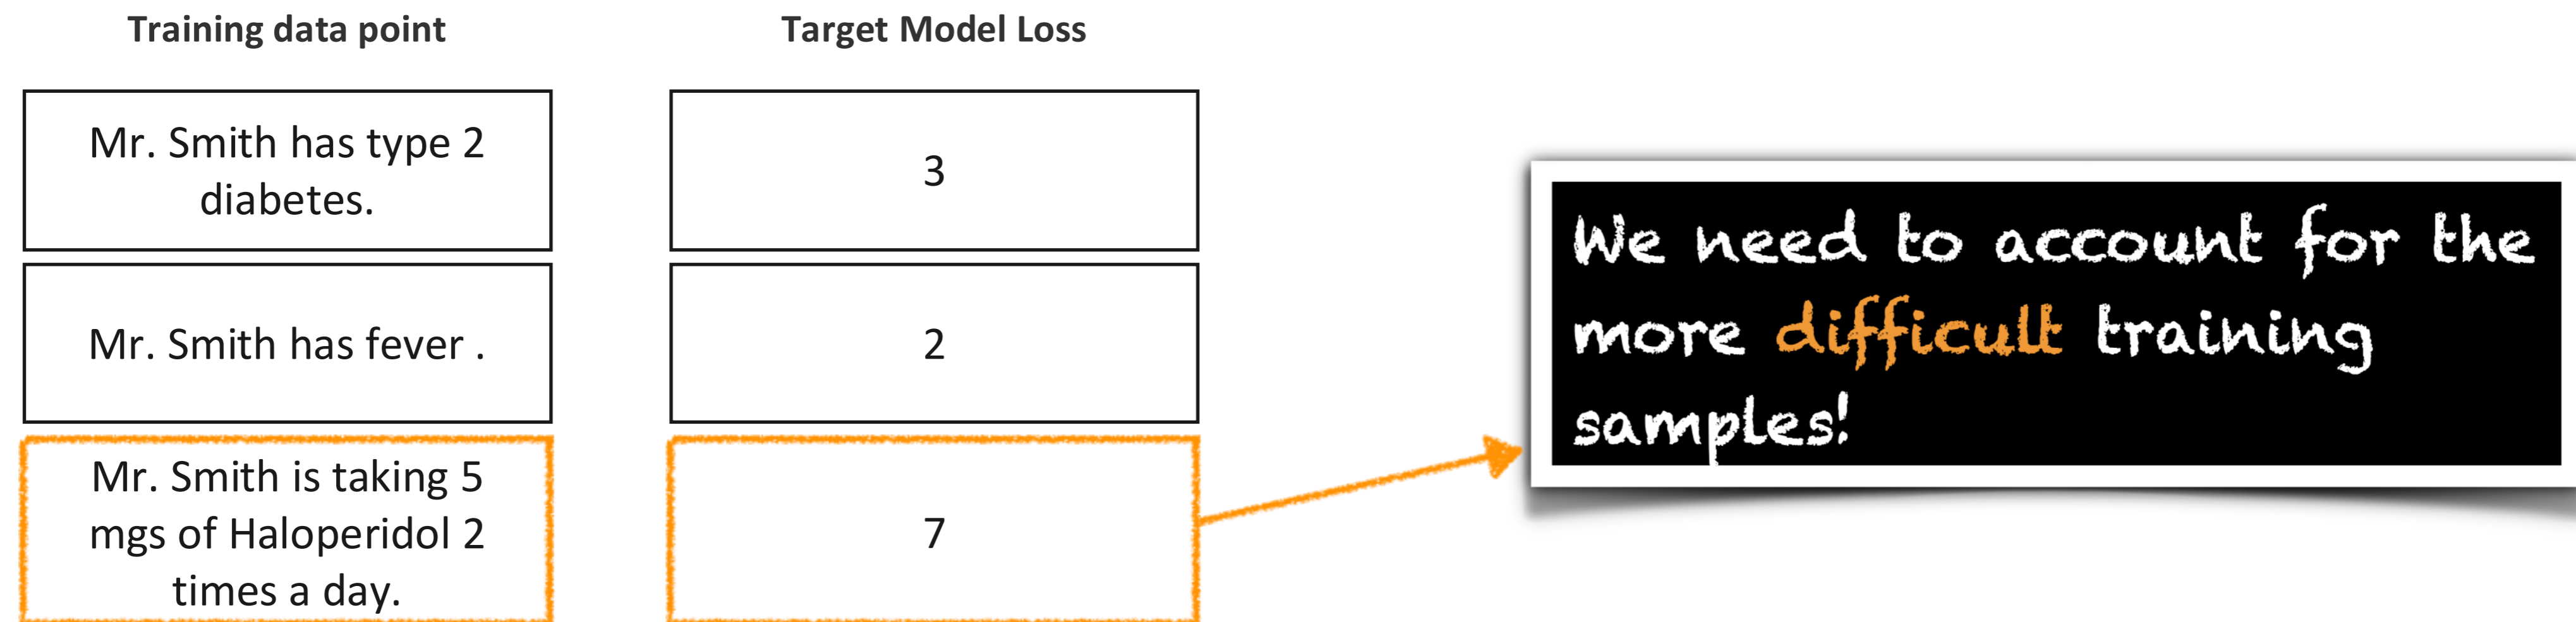 Training data point
Target Model Loss
Mr. Smith has type 2
diabetes.
3
Mr. Smith has fever .
2
Mr. Smith is taking 5
mgs of Haloperidol 2
times a day.
7
We need to account for the
more difficult training
samples!